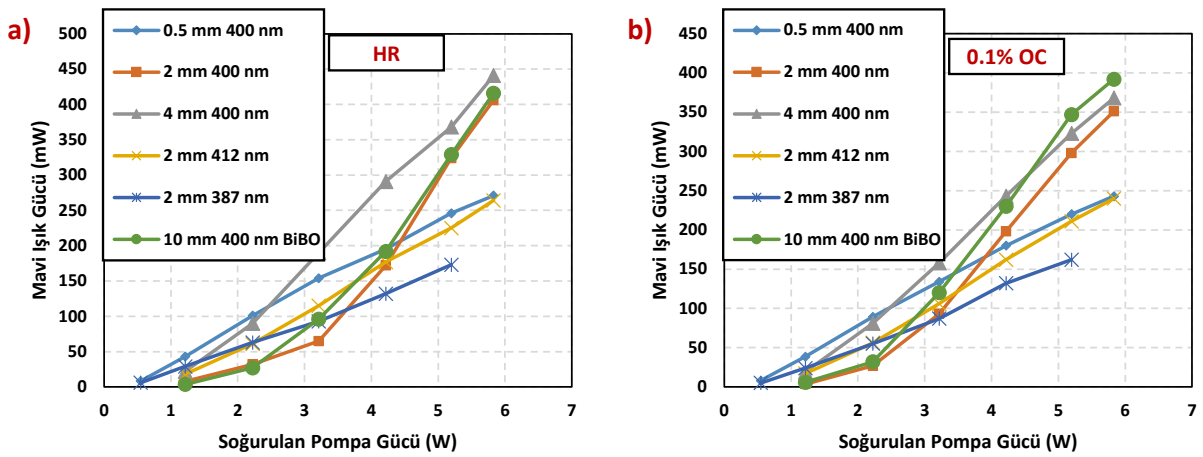 a)
HR
0.5 mm 400 nm
2 mm 400 nm
4 mm 400 nm
2 mm 412 nm
2 mm 387 nm
10 mm 400 nm BiBO
Mavi Işık Gücü (mW)
500
450
400
350
300
250
200
150
100
50
0
0 1 2 3 4 5 6 7
Soğurulan Pompa Gücü (W)
b)
0.1% OC
0.5 mm 400 nm
2 mm 400 nm
4 mm 400 nm
2 mm 412 nm
2 mm 387 nm
10 mm 400 nm BiBO
Mavi Işık Gücü (mW)
450
400
350
300
250
200
150
100
50
0
0 1 2 3 4 5 6 7
Soğurulan Pompa Gücü (W)